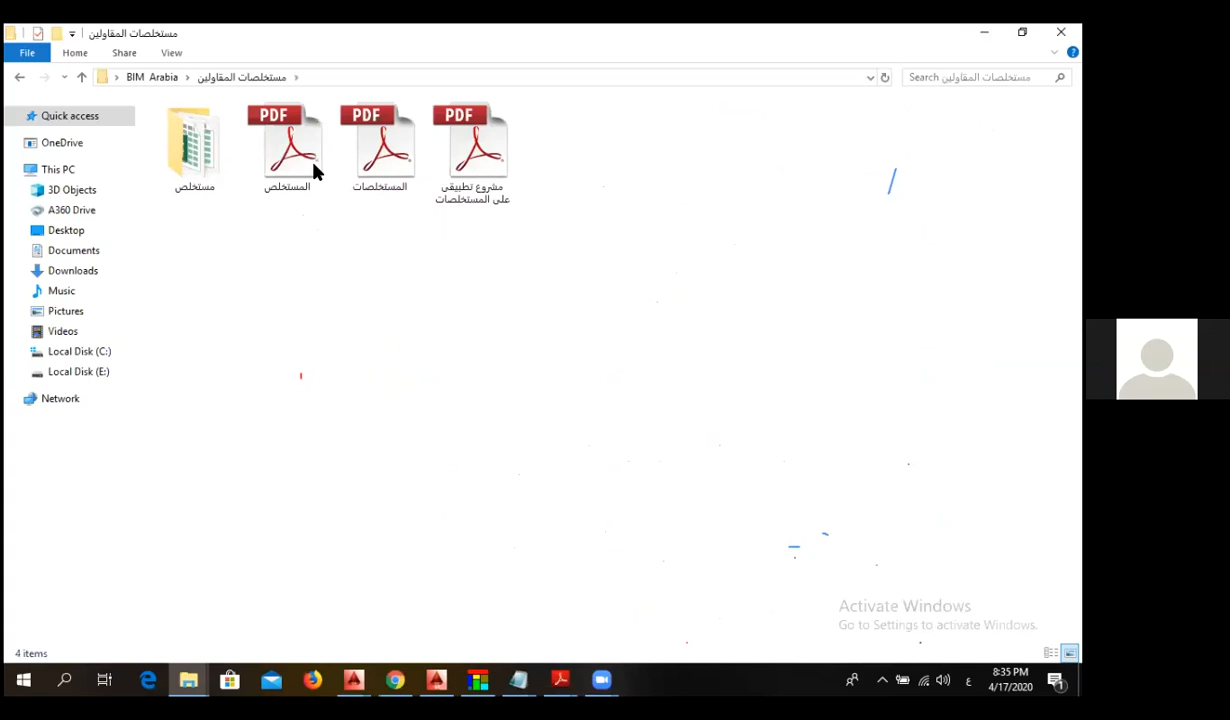 مستخلصات المقاولين
File
Home
Share
View
BIM Arabia
مستخلصات المقاولين
Search مستخلصات المقاولين
Quick access
OneDrive
This PC
3D Objects
A360 Drive
Desktop
Documents
Downloads
Music
Pictures
Videos
Local Disk (C:)
Local Disk (E:)
Network
PDF
PDF
PDF
مستخلص
المستخلص
المستخلصات
مشروع تطبيقى
على المستخلصات
Activate Windows
Go to Settings to activate Windows.
4 items
ع
8:35 PM
4/17/2020
1